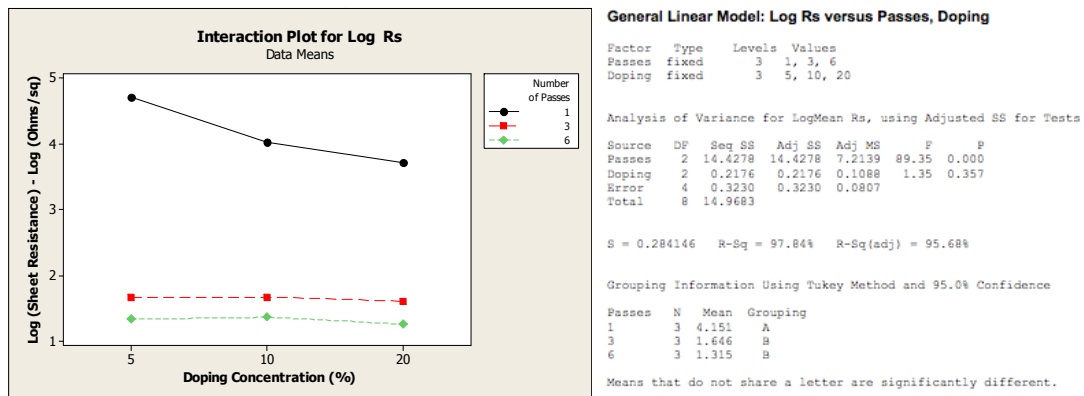 Interaction Plot for Log Rs
Data Means
Log (Sheet Resistance) - Log (Ohms/sq)
5
4
3
2
1
5 10 20
Doping Concentration (%)
Number
of Passes
1
3
6
General Linear Model: Log Rs versus Passes, Doping
Factor Type Levels Values
Passes fixed 3 1, 3, 6
Doping fixed 3 5, 10, 20
Analysis of Variance for LogMean Rs, using Adjusted SS for Tests
Source DF Seq SS Adj SS Adj MS F P
Passes 2 14.4278 14.4278 7.2139 89.35 0.000
Doping 2 0.2176 0.2176 0.1088 1.35 0.357
Error 4 0.3230 0.3230 0.0807
Total 8 14.9683
S = 0.284146 R-Sq = 97.84% R-Sq(adj) = 95.68%
Grouping Information Using Tukey Method and 95.0% Confidence
Passes N Mean Grouping
1 3 4.151 A
3 3 1.646 B
6 3 1.315 B
Means that do not share a letter are significantly different.